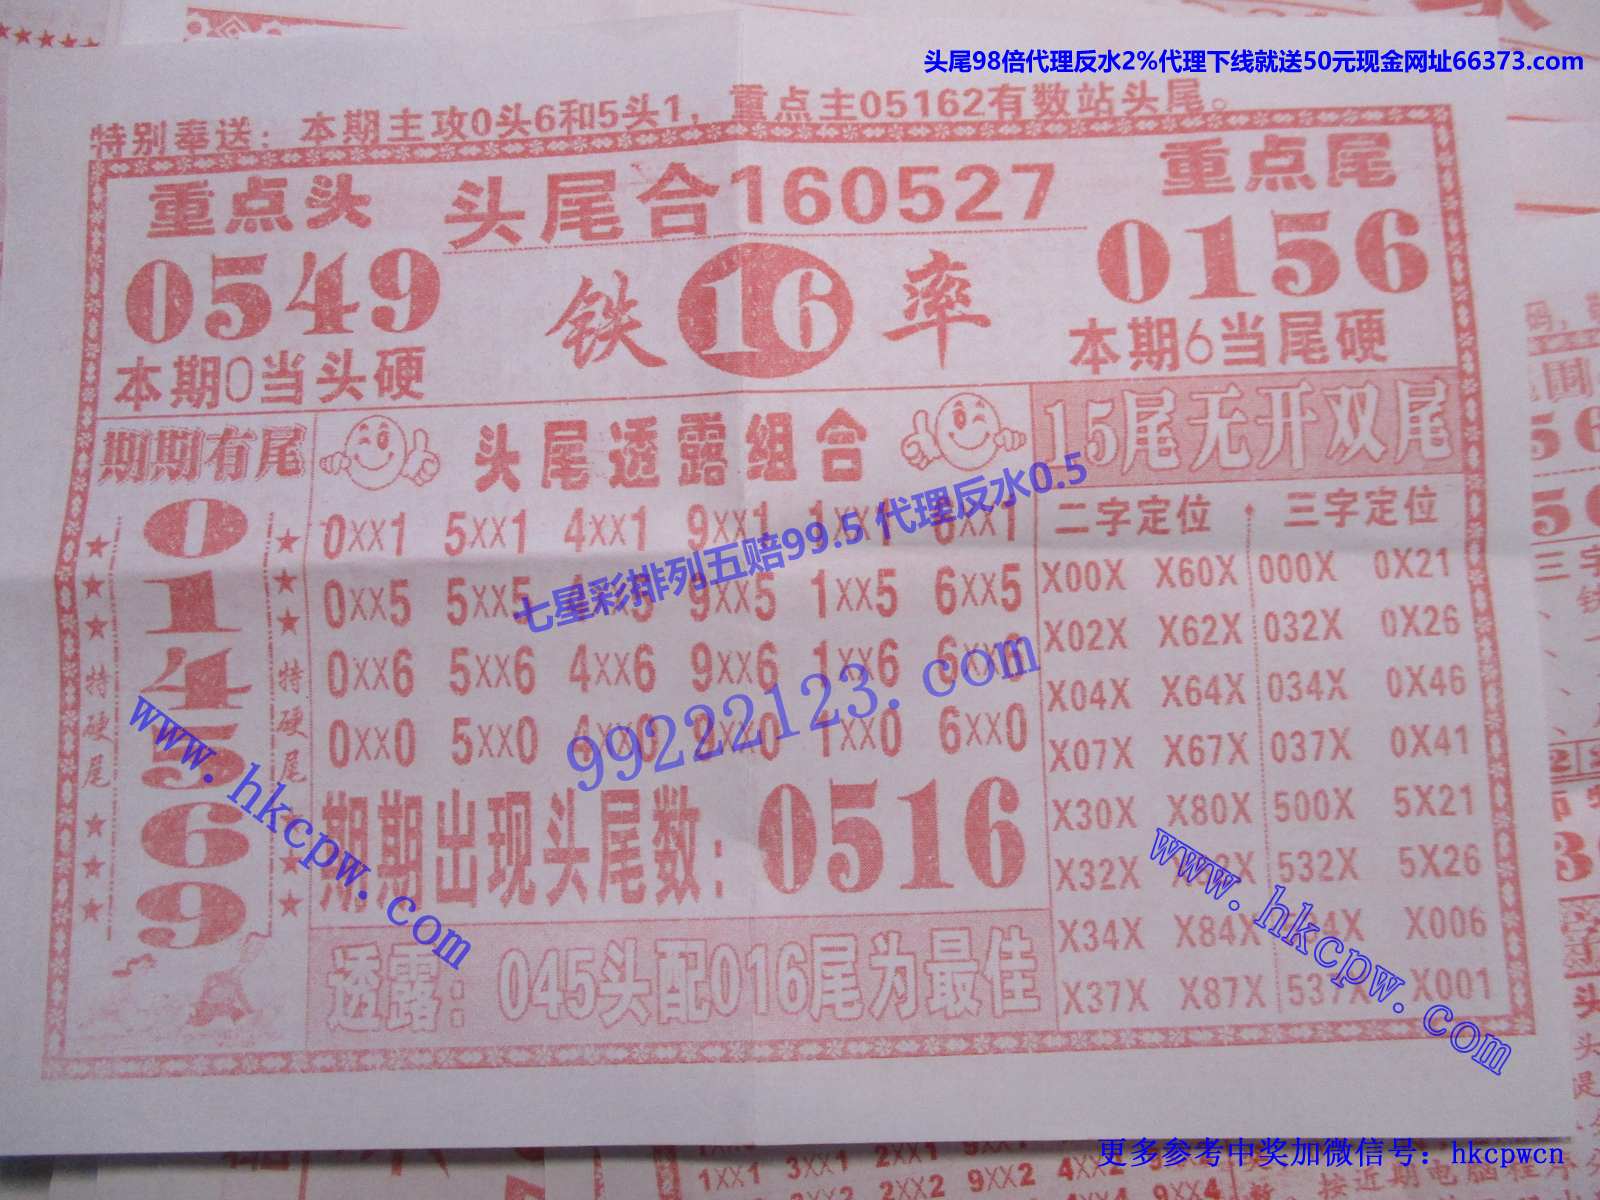 头尾98倍代理反水2%代理下线就送50元现金网址66373.com
特别奉送：本期主攻0头6和5头1，重点主05162有数站头尾。
重点头
0549
本期0当头硬
头尾合160527
铁16率
重点尾
0156
本期6当尾硬
期期有尾
0
1
4
5
6
9
特硬尾
特硬尾
头尾透露组合
0XX1 5XX1 4XX1 9XX1 1XX1 6XX1
0XX5 5XX5 4XX5 9XX5 1XX5 6XX5
0XX6 5XX6 4XX6 9XX6 1XX6 6XX6
0XX0 5XX0 4XX0 9XX0 1XX0 6XX0
期期出现头尾数：0516
透露：045头配016尾为最佳
15尾无开双尾
二字定位 三字定位
X00X X60X 000X 0X21
X02X X62X 032X 0X26
X04X X64X 034X 0X46
X07X X67X 037X 0X41
X30X X80X 500X 5X21
X32X 532X 5X26
X34X X84X X006
X37X X87X 537X X001
七星彩排列五赔99.5 代理反水0.5
99222123.com
www.hkcpw.com
www.hkcpw.com
更多参考中奖加微信号：hkcpwcn
1XX1 3XX1 2XX1 9XX2 4XX2